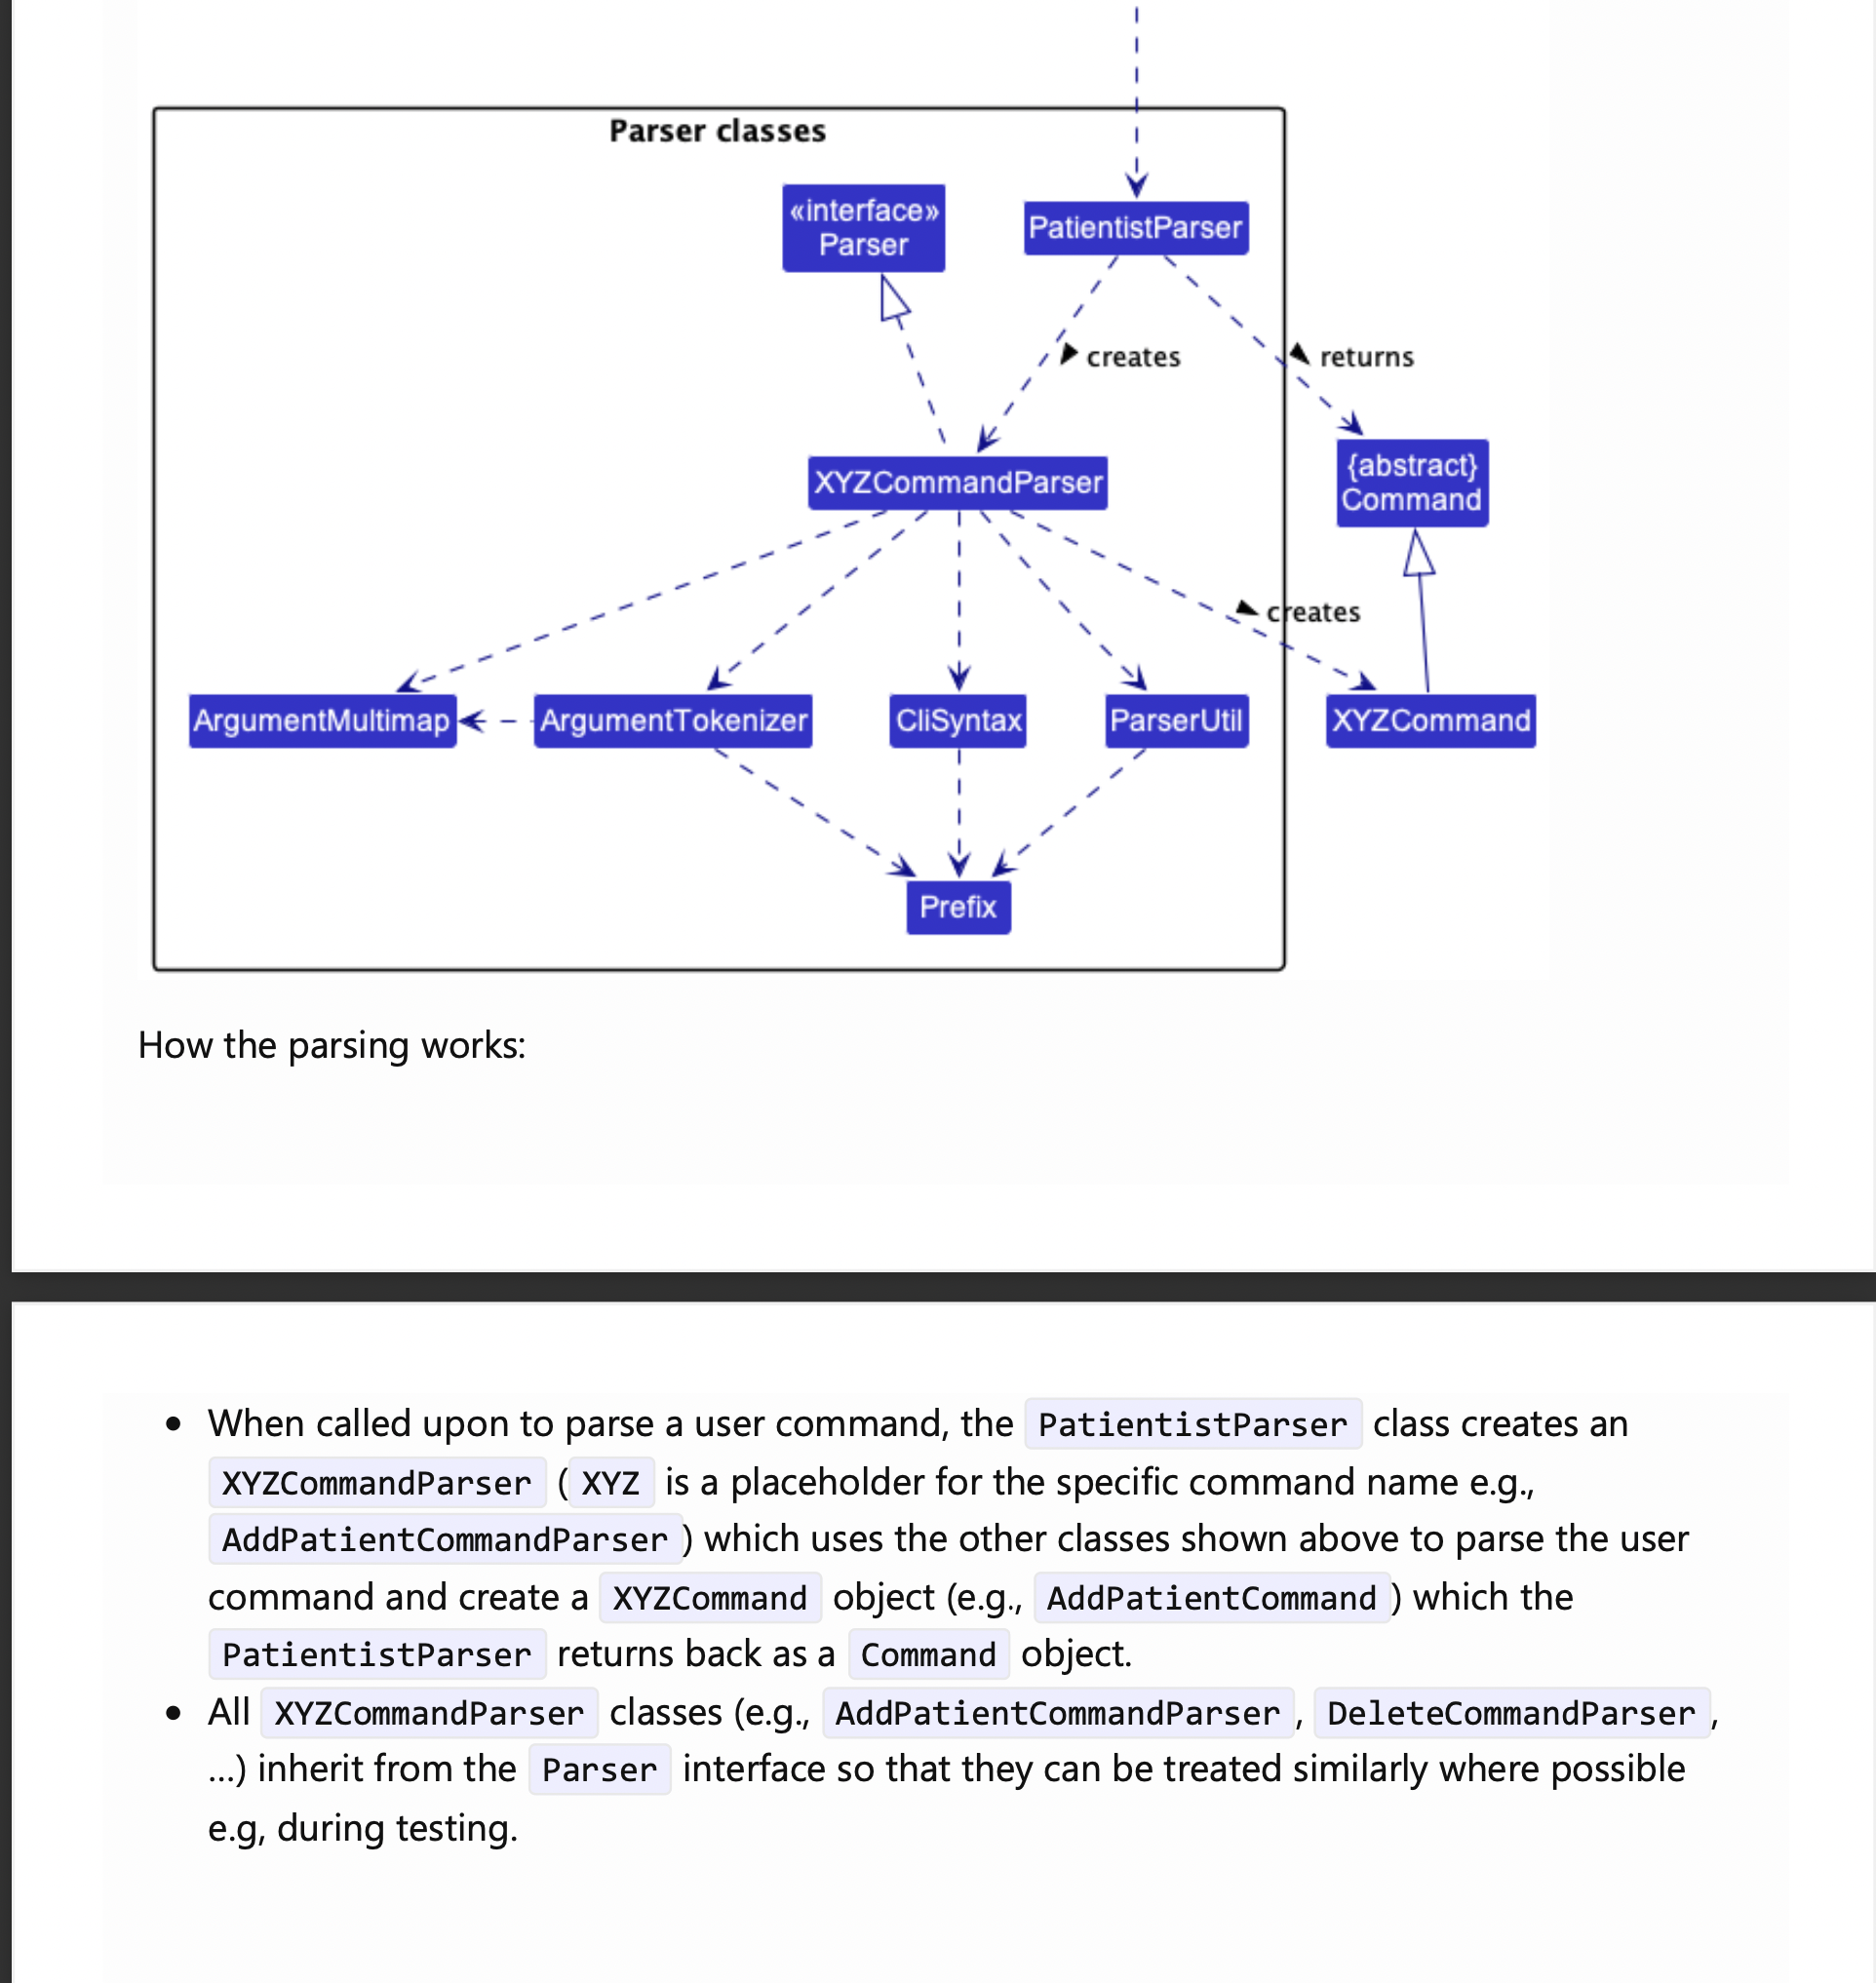 Parser classes
«interface»
Parser
PatientistParser
creates
returns
XYZCommandParser
{abstract}
Command
creates
ArgumentMultimap
ArgumentTokenizer
CliSyntax
ParserUtil
XYZCommand
Prefix
How the parsing works:
• When called upon to parse a user command, the PatientistParser class creates an
XYZCommandParser (XYZ is a placeholder for the specific command name e.g.,
AddPatientCommandParser) which uses the other classes shown above to parse the user
command and create a XYZCommand object (e.g., AddPatientCommand) which the
PatientistParser returns back as a Command object.
• All XYZCommandParser classes (e.g., AddPatientCommandParser, DeleteCommandParser,
...) inherit from the Parser interface so that they can be treated similarly where possible
e.g, during testing.